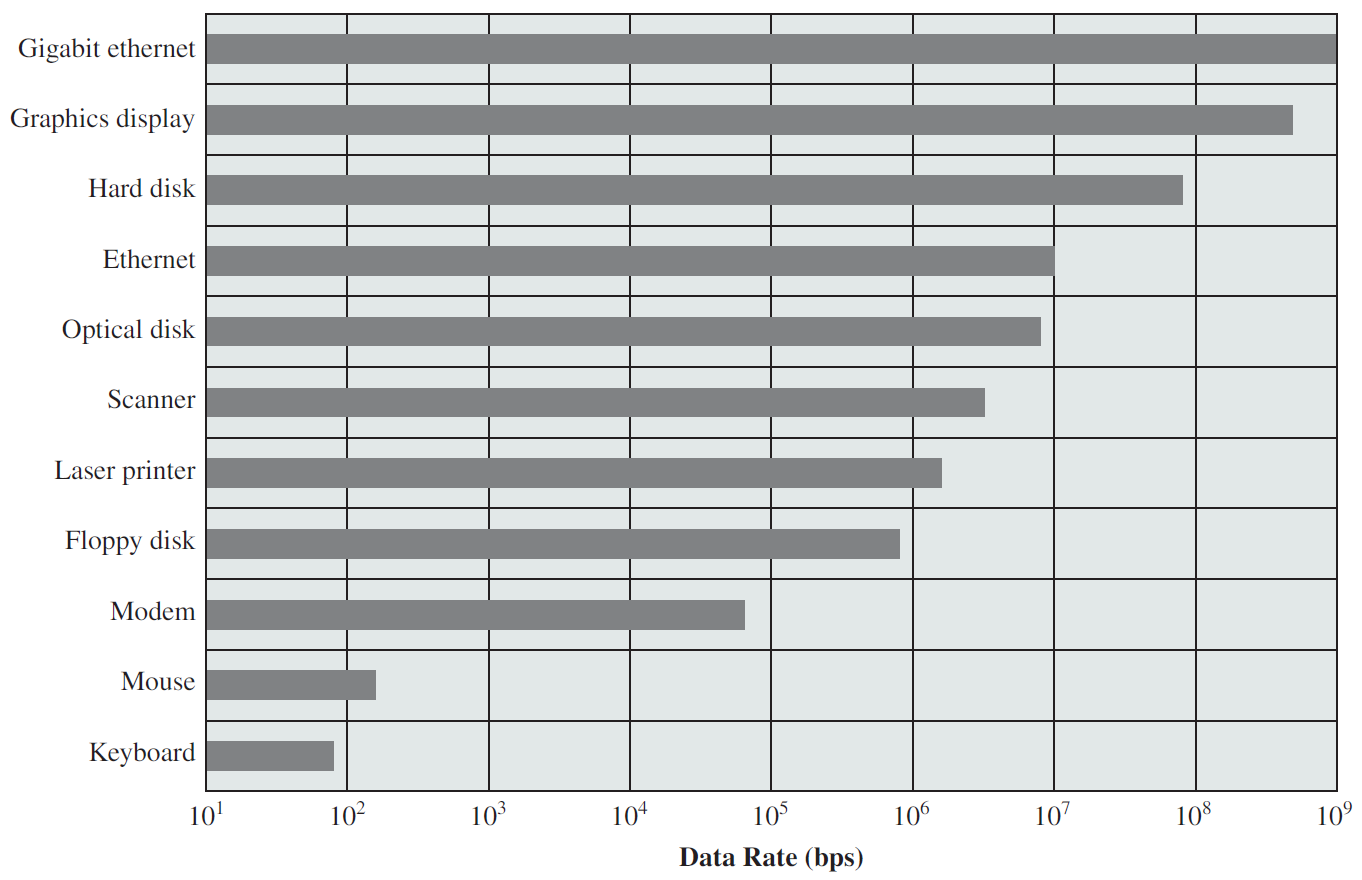 Gigabit ethernet
Graphics display
Hard disk
Ethernet
Optical disk
Scanner
Laser printer
Floppy disk
Modem
Mouse
Keyboard
10¹ 10² 10³ 10⁴ 10⁵ 10⁶ 10⁷ 10⁸ 10⁹
Data Rate (bps)